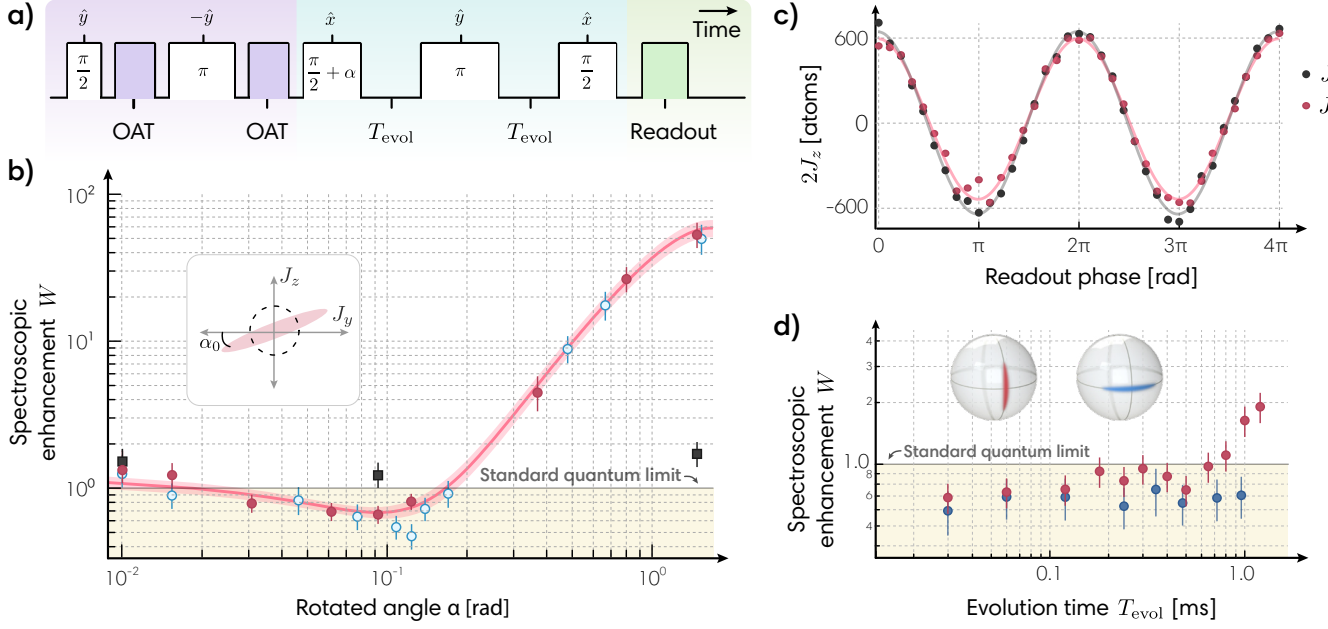 a)
ŷ
-ŷ
x̂
ŷ
x̂
Time
π/2
π
π/2 + α
π
π/2
OAT
OAT
T_evol
T_evol
Readout
b)
Spectroscopic
enhancement W
10²
10¹
10⁰
J_z
J_y
α₀
Standard quantum limit
10⁻²
10⁻¹
10⁰
Rotated angle α [rad]
c)
2J_z [atoms]
600
0
-600
0
π
2π
3π
4π
Readout phase [rad]
d)
Spectroscopic
enhancement W
4
2
1.0
8
6
4
Standard quantum limit
0.1
1.0
Evolution time T_evol [ms]